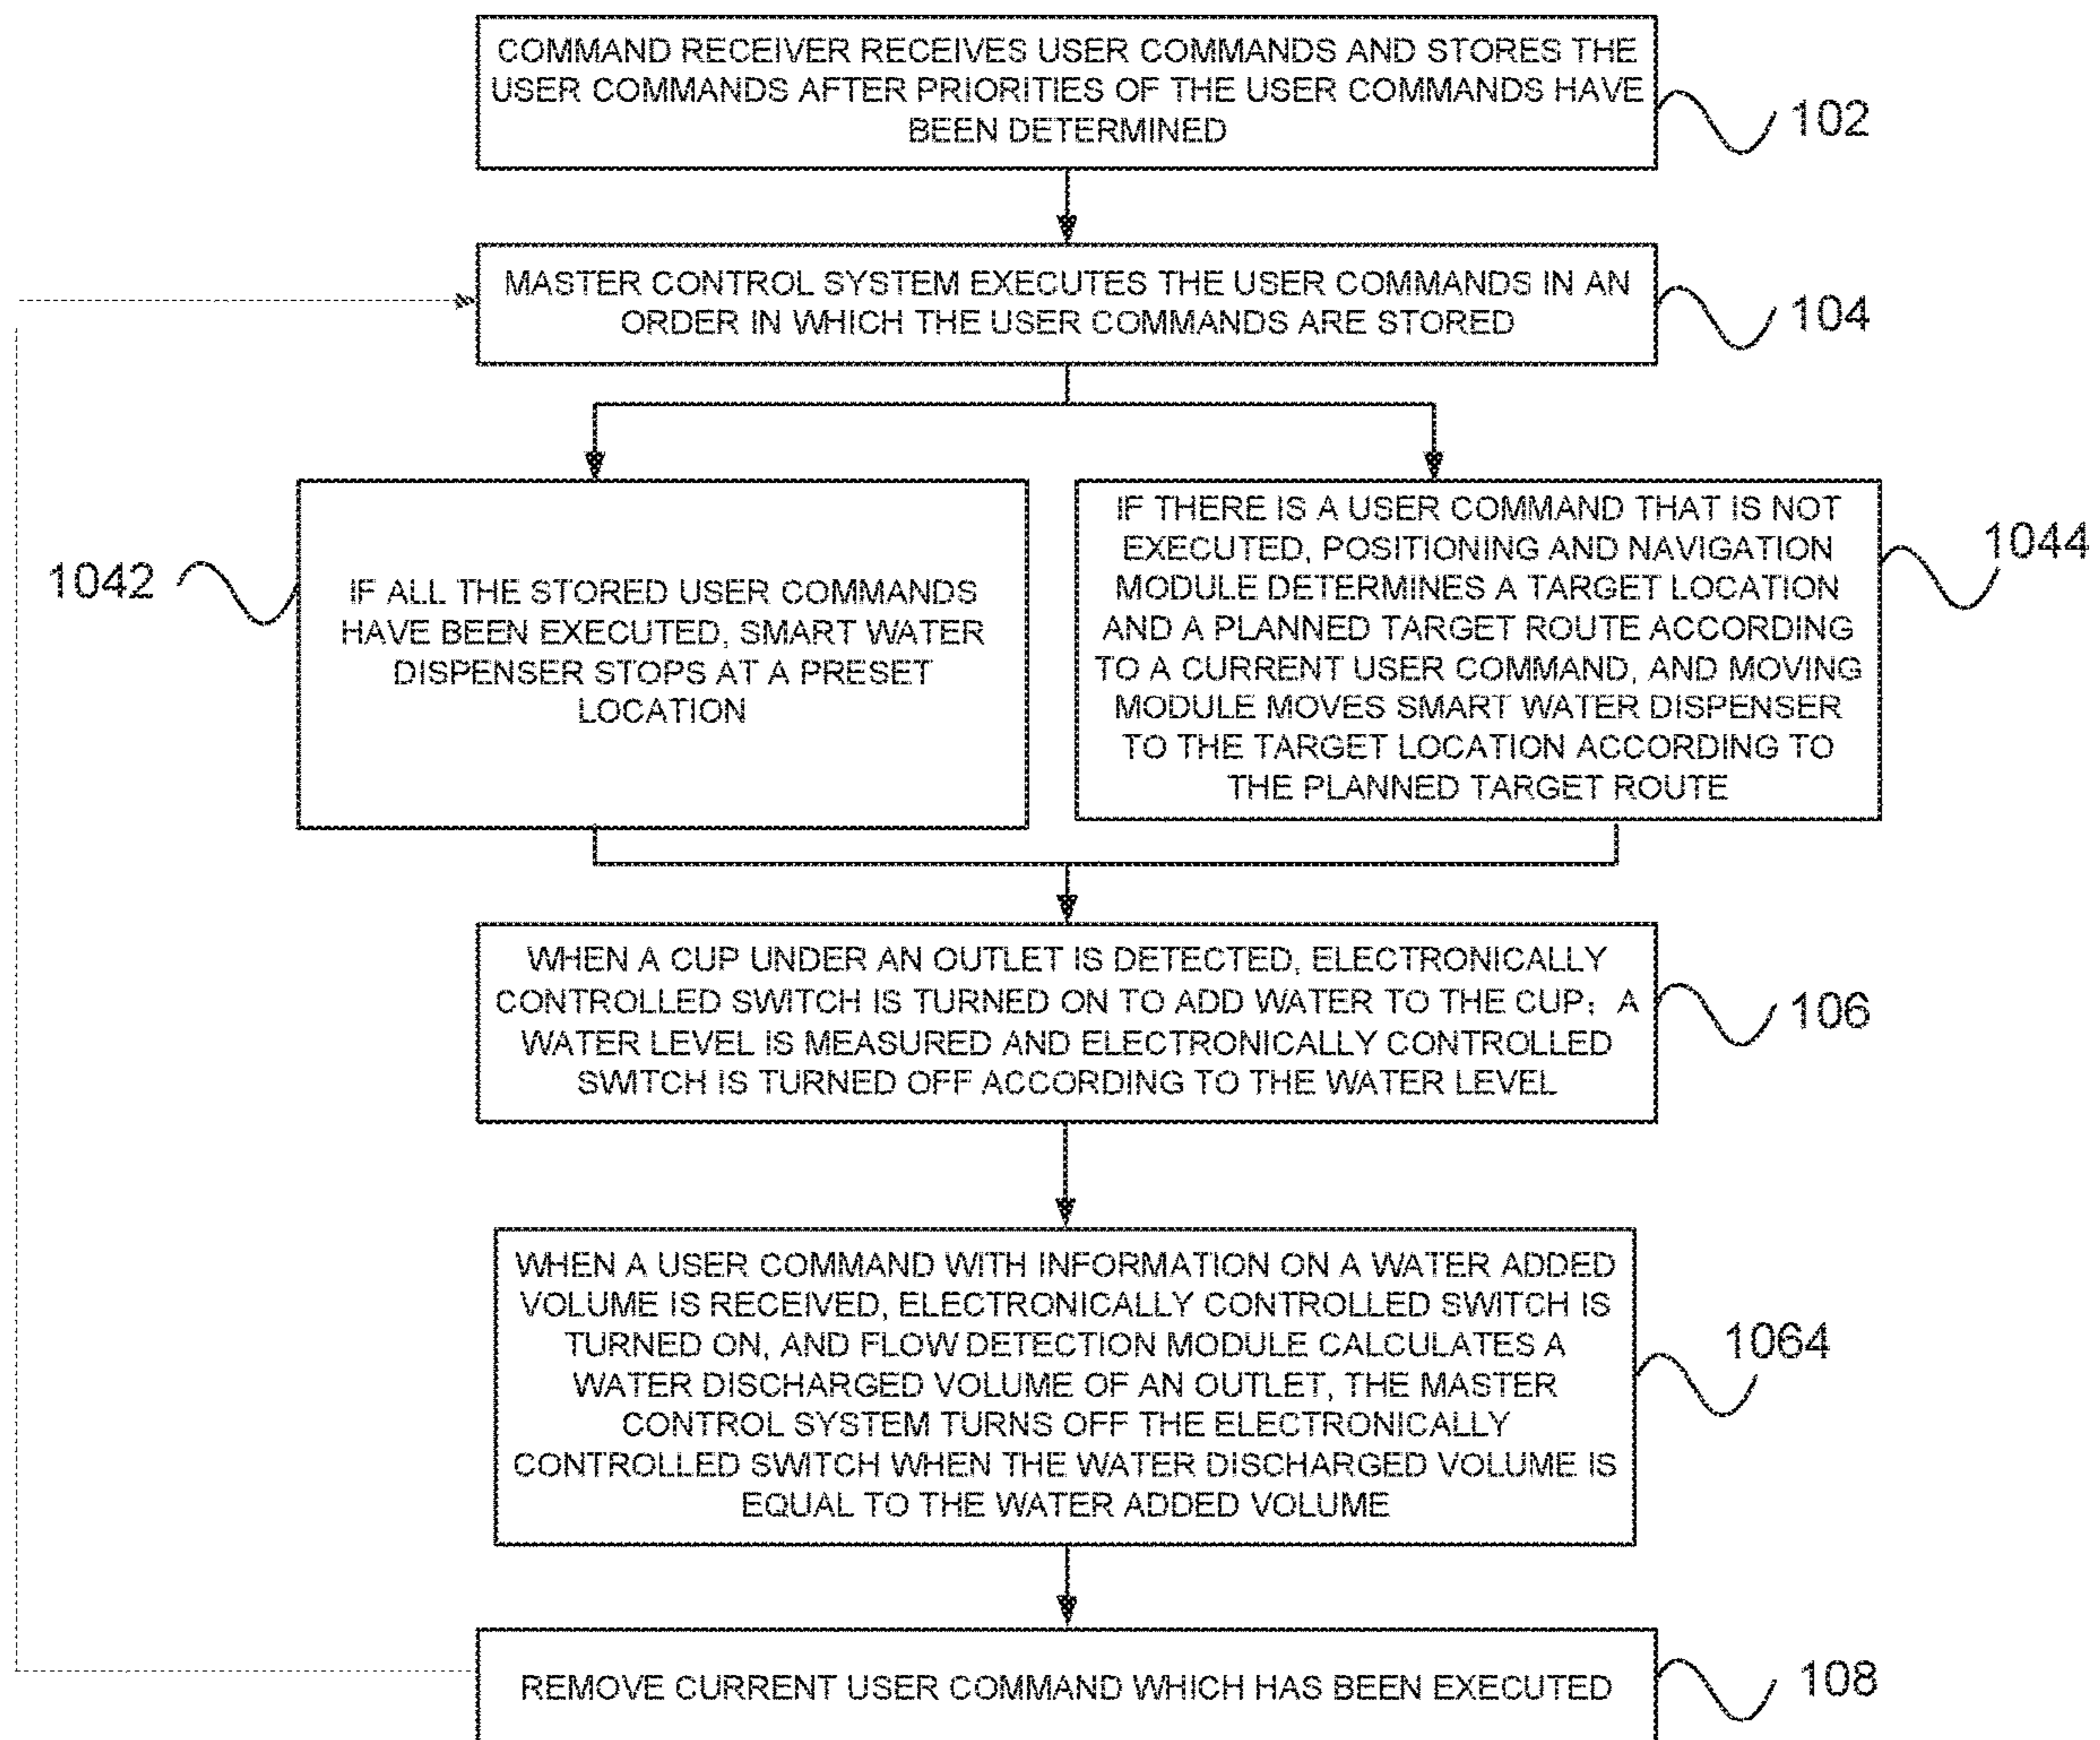 COMMAND RECEIVER RECEIVES USER COMMANDS AND STORES THE
USER COMMANDS AFTER PRIORITIES OF THE USER COMMANDS HAVE
BEEN DETERMINED
102
MASTER CONTROL SYSTEM EXECUTES THE USER COMMANDS IN AN
ORDER IN WHICH THE USER COMMANDS ARE STORED
104
1042
IF ALL THE STORED USER COMMANDS
HAVE BEEN EXECUTED, SMART WATER
DISPENSER STOPS AT A PRESET
LOCATION
IF THERE IS A USER COMMAND THAT IS NOT
EXECUTED, POSITIONING AND NAVIGATION
MODULE DETERMINES A TARGET LOCATION
AND A PLANNED TARGET ROUTE ACCORDING
TO A CURRENT USER COMMAND, AND MOVING
MODULE MOVES SMART WATER DISPENSER
TO THE TARGET LOCATION ACCORDING TO
THE PLANNED TARGET ROUTE
1044
WHEN A CUP UNDER AN OUTLET IS DETECTED, ELECTRONICALLY
CONTROLLED SWITCH IS TURNED ON TO ADD WATER TO THE CUP; A
WATER LEVEL IS MEASURED AND ELECTRONICALLY CONTROLLED
SWITCH IS TURNED OFF ACCORDING TO THE WATER LEVEL
106
WHEN A USER COMMAND WITH INFORMATION ON A WATER ADDED
VOLUME IS RECEIVED, ELECTRONICALLY CONTROLLED SWITCH IS
TURNED ON, AND FLOW DETECTION MODULE CALCULATES A
WATER DISCHARGED VOLUME OF AN OUTLET, THE MASTER
CONTROL SYSTEM TURNS OFF THE ELECTRONICALLY
CONTROLLED SWITCH WHEN THE WATER DISCHARGED VOLUME IS
EQUAL TO THE WATER ADDED VOLUME
1064
REMOVE CURRENT USER COMMAND WHICH HAS BEEN EXECUTED
108